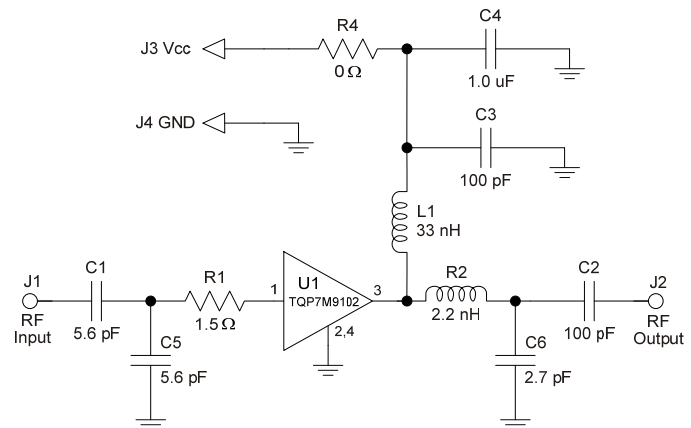 C4
R4
J3 Vcc
0 Ω
1.0 uF
C3
J4 GND
100 pF
L1
33 nH
J1
C1
R1
U1
R2
C2
J2
1
TQP7M9102
3
RF
Input
5.6 pF
1.5 Ω
2,4
2.2 nH
100 pF
RF
Output
C5
5.6 pF
C6
2.7 pF